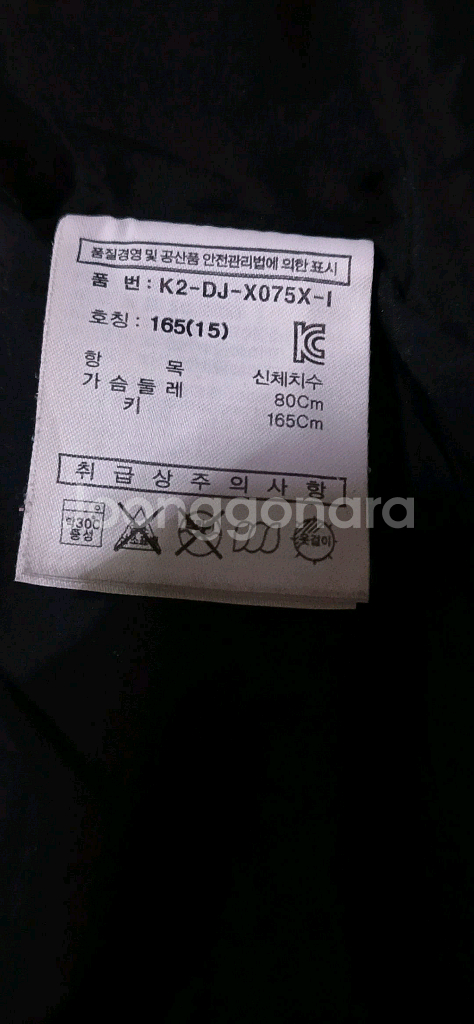 품질경영 및 공산품 안전관리법에 의한 표시
품 번 : K2-DJ-X075X-I
호칭 : 165(15)
항 목 신체치수
가슴둘레 80Cm
키 165Cm
취급상주의사항
약30℃
중성
옷걸이
joonggonara